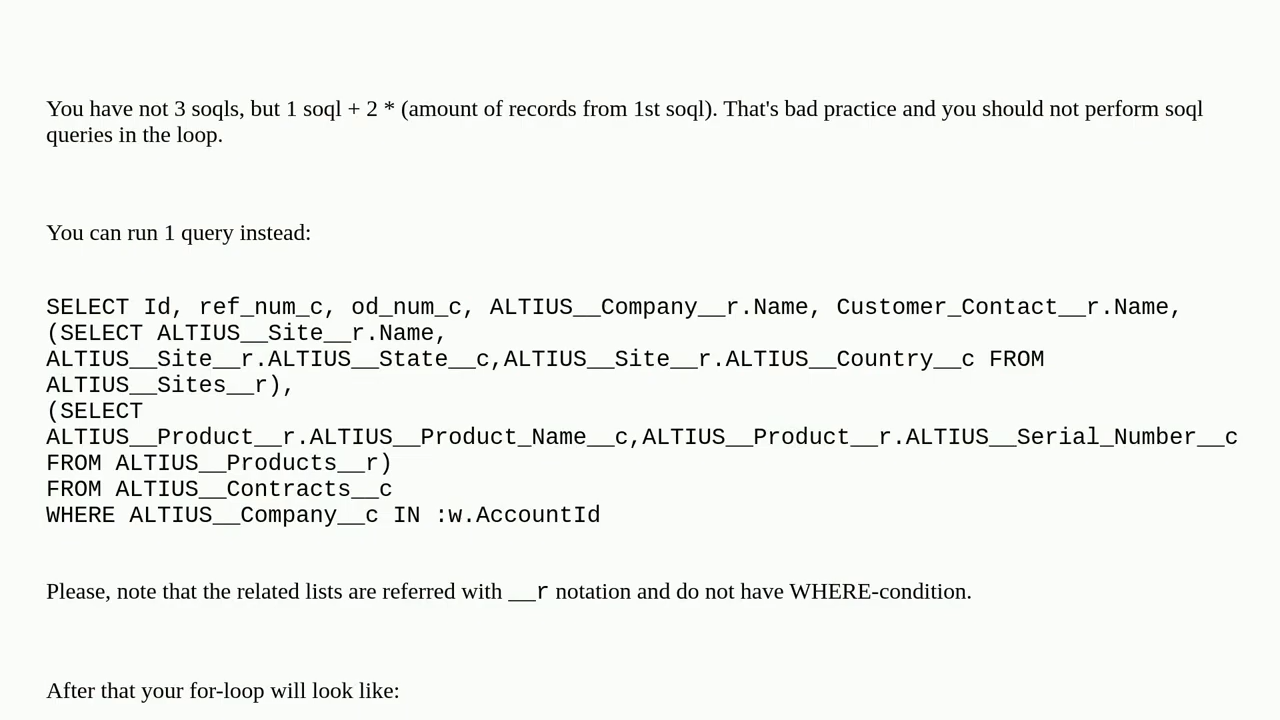 You have not 3 soqls, but 1 soql + 2 * (amount of records from 1st soql). That's bad practice and you should not perform soql
queries in the loop.
You can run 1 query instead:
SELECT Id, ref_num_c, od_num_c, ALTIUS__Company__r.Name, Customer_Contact__r.Name,
(SELECT ALTIUS__Site__r.Name,
ALTIUS__Site__r.ALTIUS__State__c,ALTIUS__Site__r.ALTIUS__Country__c FROM
ALTIUS__Sites__r),
(SELECT
ALTIUS__Product__r.ALTIUS__Product_Name__c,ALTIUS__Product__r.ALTIUS__Serial_Number__c
FROM ALTIUS__Products__r)
FROM ALTIUS__Contracts__c
WHERE ALTIUS__Company__c IN :w.AccountId
Please, note that the related lists are referred with __r notation and do not have WHERE-condition.
After that your for-loop will look like: